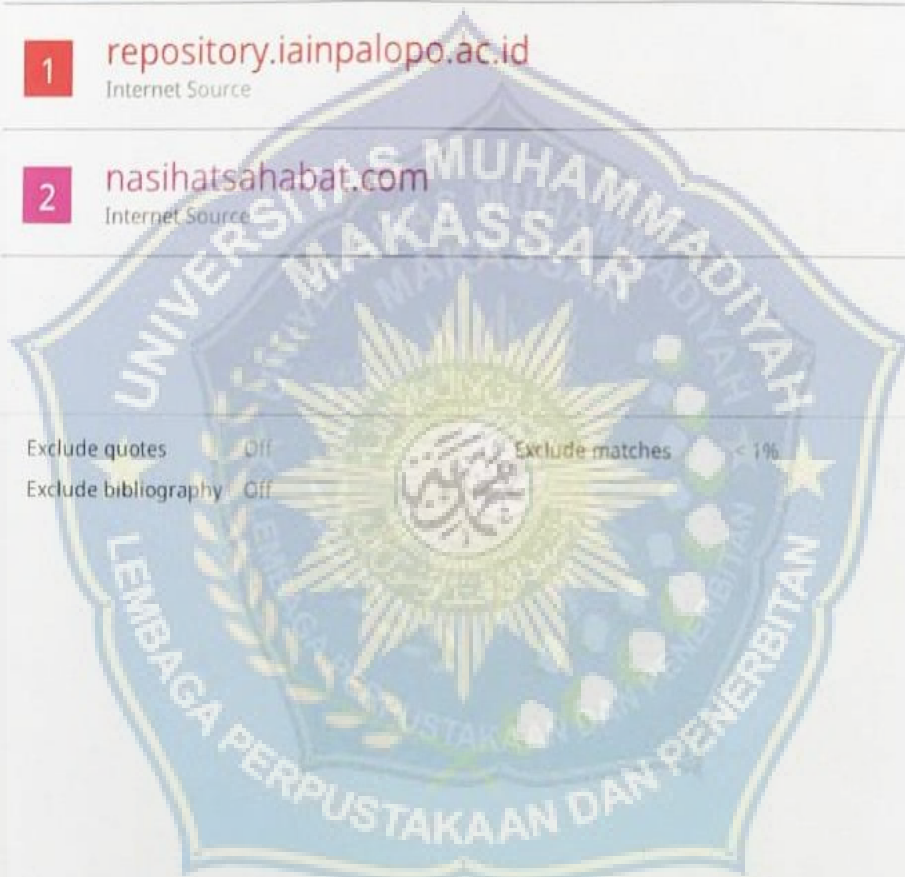 1 repository.iainpalopo.ac.id
Internet Source
2 nasihatsahabat.com
Internet Source
Exclude quotes Off
Exclude matches < 1%
Exclude bibliography Off
UNIVERSITAS MUHAMMADIYAH
MAKASSAR
LEMBAGA PERPUSTAKAAN DAN PENERBITAN